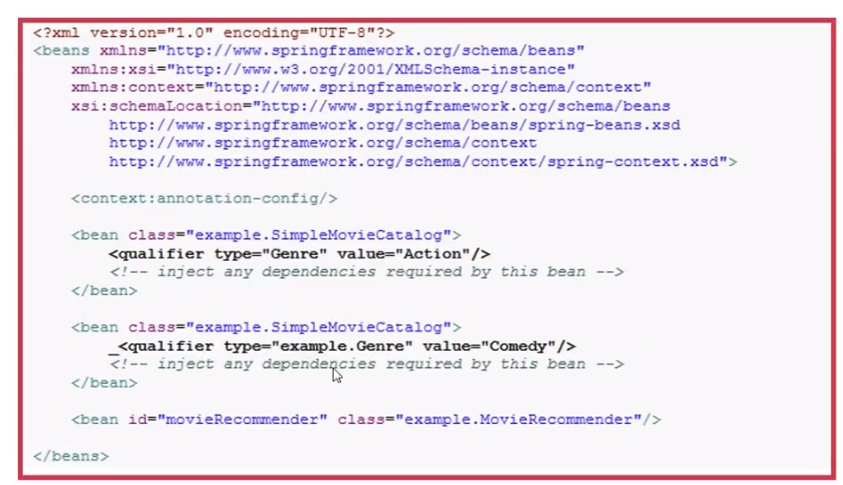 <?xml version="1.0" encoding="UTF-8"?>
<beans xmlns="http://www.springframework.org/schema/beans"
    xmlns:xsi="http://www.w3.org/2001/XMLSchema-instance"
    xmlns:context="http://www.springframework.org/schema/context"
    xsi:schemaLocation="http://www.springframework.org/schema/beans
        http://www.springframework.org/schema/beans/spring-beans.xsd
        http://www.springframework.org/schema/context
        http://www.springframework.org/schema/context/spring-context.xsd">
    <context:annotation-config/>
    <bean class="example.SimpleMovieCatalog">
        <qualifier type="Genre" value="Action"/>
        <!-- inject any dependencies required by this bean -->
    </bean>
    <bean class="example.SimpleMovieCatalog">
        _<qualifier type="example.Genre" value="Comedy"/>
        <!-- inject any dependencies required by this bean -->
    </bean>
    <bean id="movieRecommender" class="example.MovieRecommender"/>
</beans>